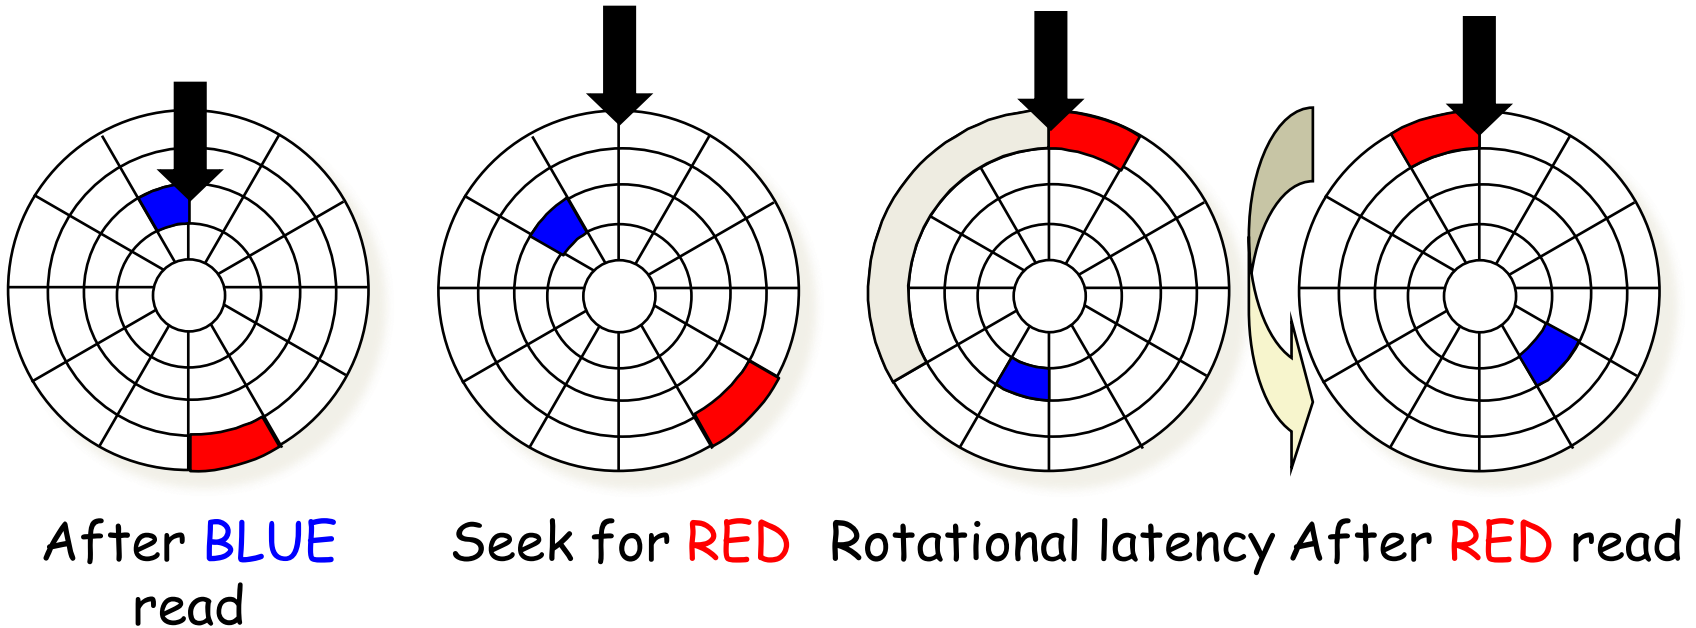 After BLUE
read
Seek for RED
Rotational latency
After RED read